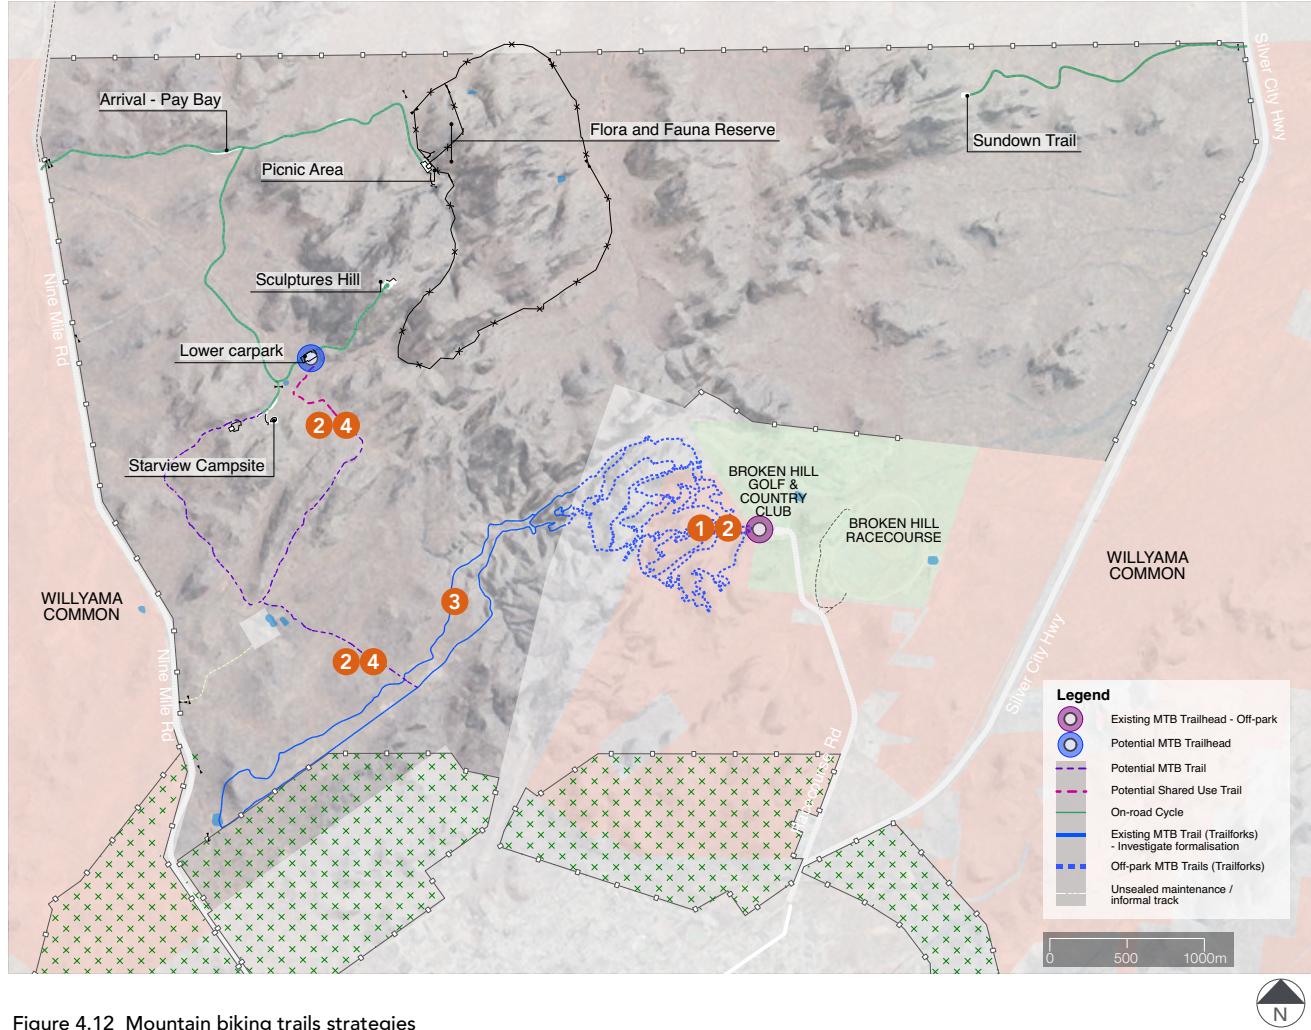 Silver City Hwy
Arrival - Pay Bay
Flora and Fauna Reserve
Sundown Trail
Picnic Area
Sculptures Hill
Nine Mile Rd
Lower carpark
2 4
Starview Campsite
BROKEN HILL
GOLF &
COUNTRY
CLUB
1 2
BROKEN HILL
RACECOURSE
WILLYAMA
COMMON
WILLYAMA
COMMON
3
2 4
Nine Mile Rd
Silver City Hwy
Racecourse Rd
Legend
Existing MTB Trailhead - Off-park
Potential MTB Trailhead
Potential MTB Trail
Potential Shared Use Trail
On-road Cycle
Existing MTB Trail (Trailforks)
- Investigate formalisation
Off-park MTB Trails (Trailforks)
Unsealed maintenance /
informal track
0 500 1000m
N
Figure 4.12 Mountain biking trails strategies